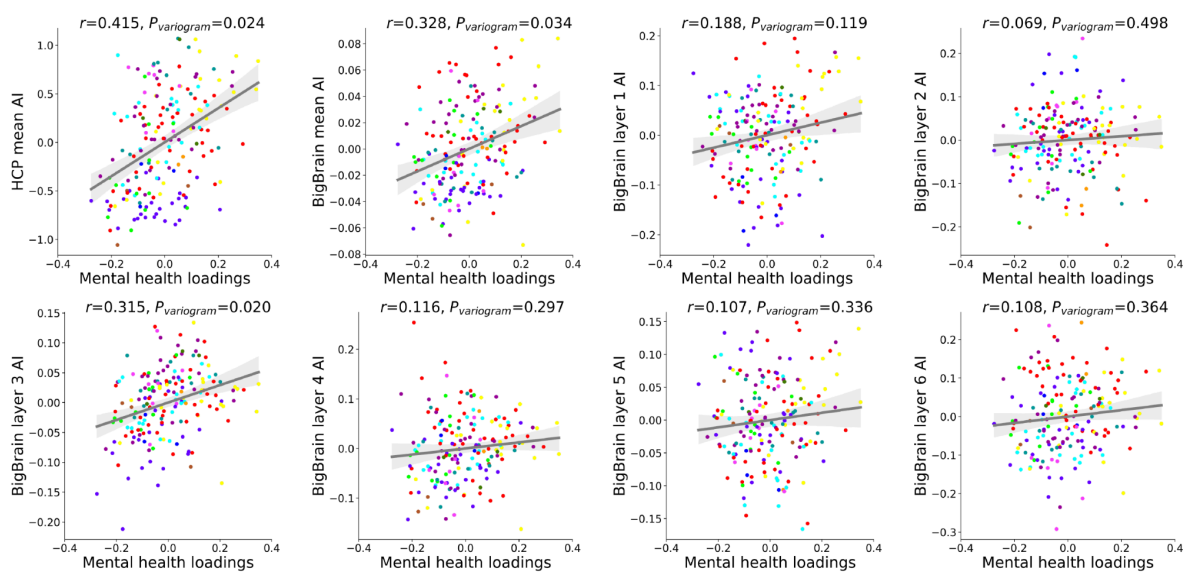 r=0.415, P_variogram=0.024
HCP mean AI
1.0
0.5
0.0
−0.5
−1.0
−0.4 −0.2 0.0 0.2 0.4
Mental health loadings
r=0.328, P_variogram=0.034
BigBrain mean AI
0.08
0.06
0.04
0.02
0.00
−0.02
−0.04
−0.06
−0.08
−0.4 −0.2 0.0 0.2 0.4
Mental health loadings
r=0.188, P_variogram=0.119
BigBrain layer 1 AI
0.2
0.1
0.0
−0.1
−0.2
−0.4 −0.2 0.0 0.2 0.4
Mental health loadings
r=0.069, P_variogram=0.498
BigBrain layer 2 AI
0.2
0.1
0.0
−0.1
−0.2
−0.4 −0.2 0.0 0.2 0.4
Mental health loadings
r=0.315, P_variogram=0.020
BigBrain layer 3 AI
0.15
0.10
0.05
0.00
−0.05
−0.10
−0.15
−0.20
−0.4 −0.2 0.0 0.2 0.4
Mental health loadings
r=0.116, P_variogram=0.297
BigBrain layer 4 AI
0.2
0.1
0.0
−0.1
−0.4 −0.2 0.0 0.2 0.4
Mental health loadings
r=0.107, P_variogram=0.336
BigBrain layer 5 AI
0.15
0.10
0.05
0.00
−0.05
−0.10
−0.15
−0.4 −0.2 0.0 0.2 0.4
Mental health loadings
r=0.108, P_variogram=0.364
BigBrain layer 6 AI
0.2
0.1
0.0
−0.1
−0.2
−0.3
−0.4 −0.2 0.0 0.2 0.4
Mental health loadings